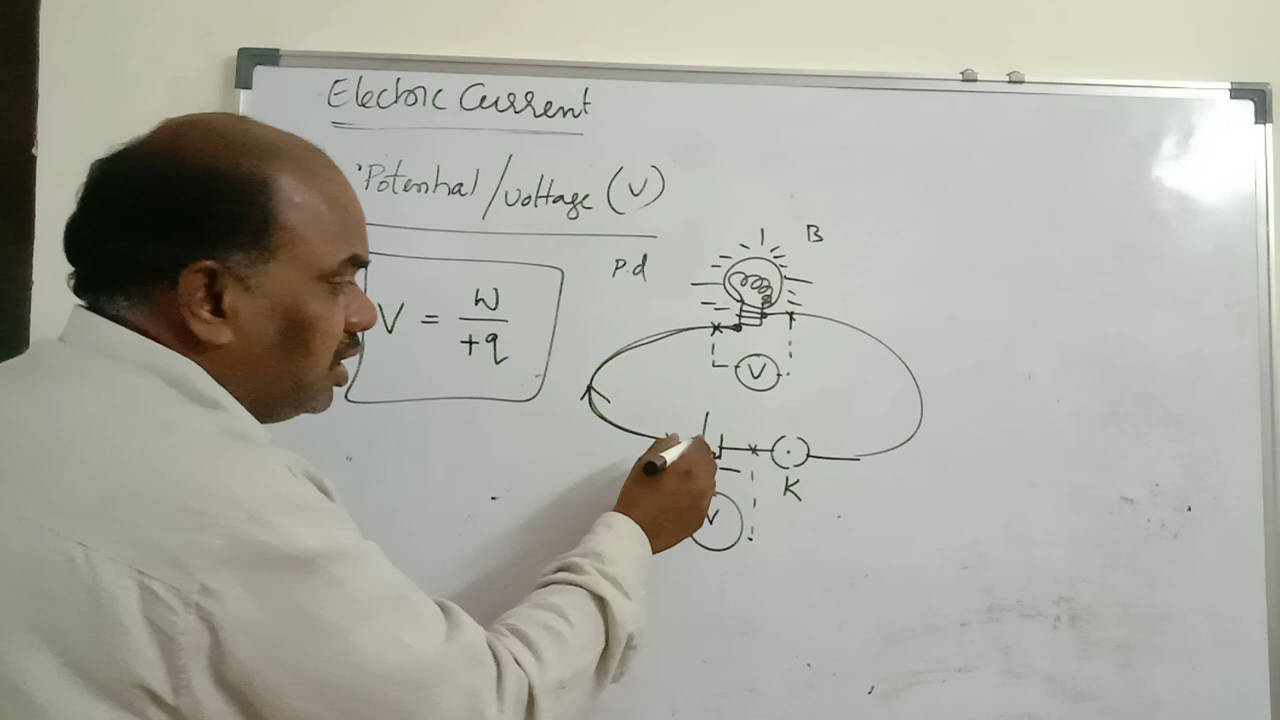 Electric Current
Potential/voltage (V)
B
P.d
V = W / +q
V
K
V